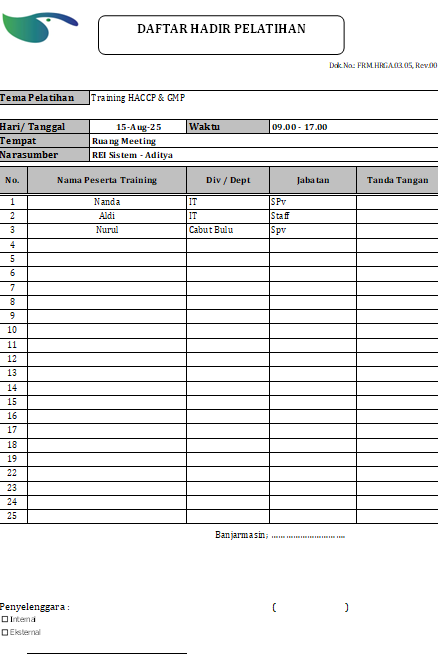 DAFTAR HADIR PELATIHAN
Dok.No.: FRM.HRGA.03.05, Rev.00
Tema Pelatihan Training HACCP & GMP
Hari/ Tanggal 15-Aug-25 Waktu 09.00 - 17.00
Tempat Ruang Meeting
Narasumber REI Sistem - Aditya
No. Nama Peserta Training Div / Dept Jabatan Tanda Tangan
1 Nanda IT SPv
2 Aldi IT Staff
3 Nurul Cabut Bulu Spv
4
5
6
7
8
9
10
11
12
13
14
15
16
17
18
19
22
23
24
25
Banjarmasin; ..............................
Penyelenggara : ( )
Internal
Eksternal